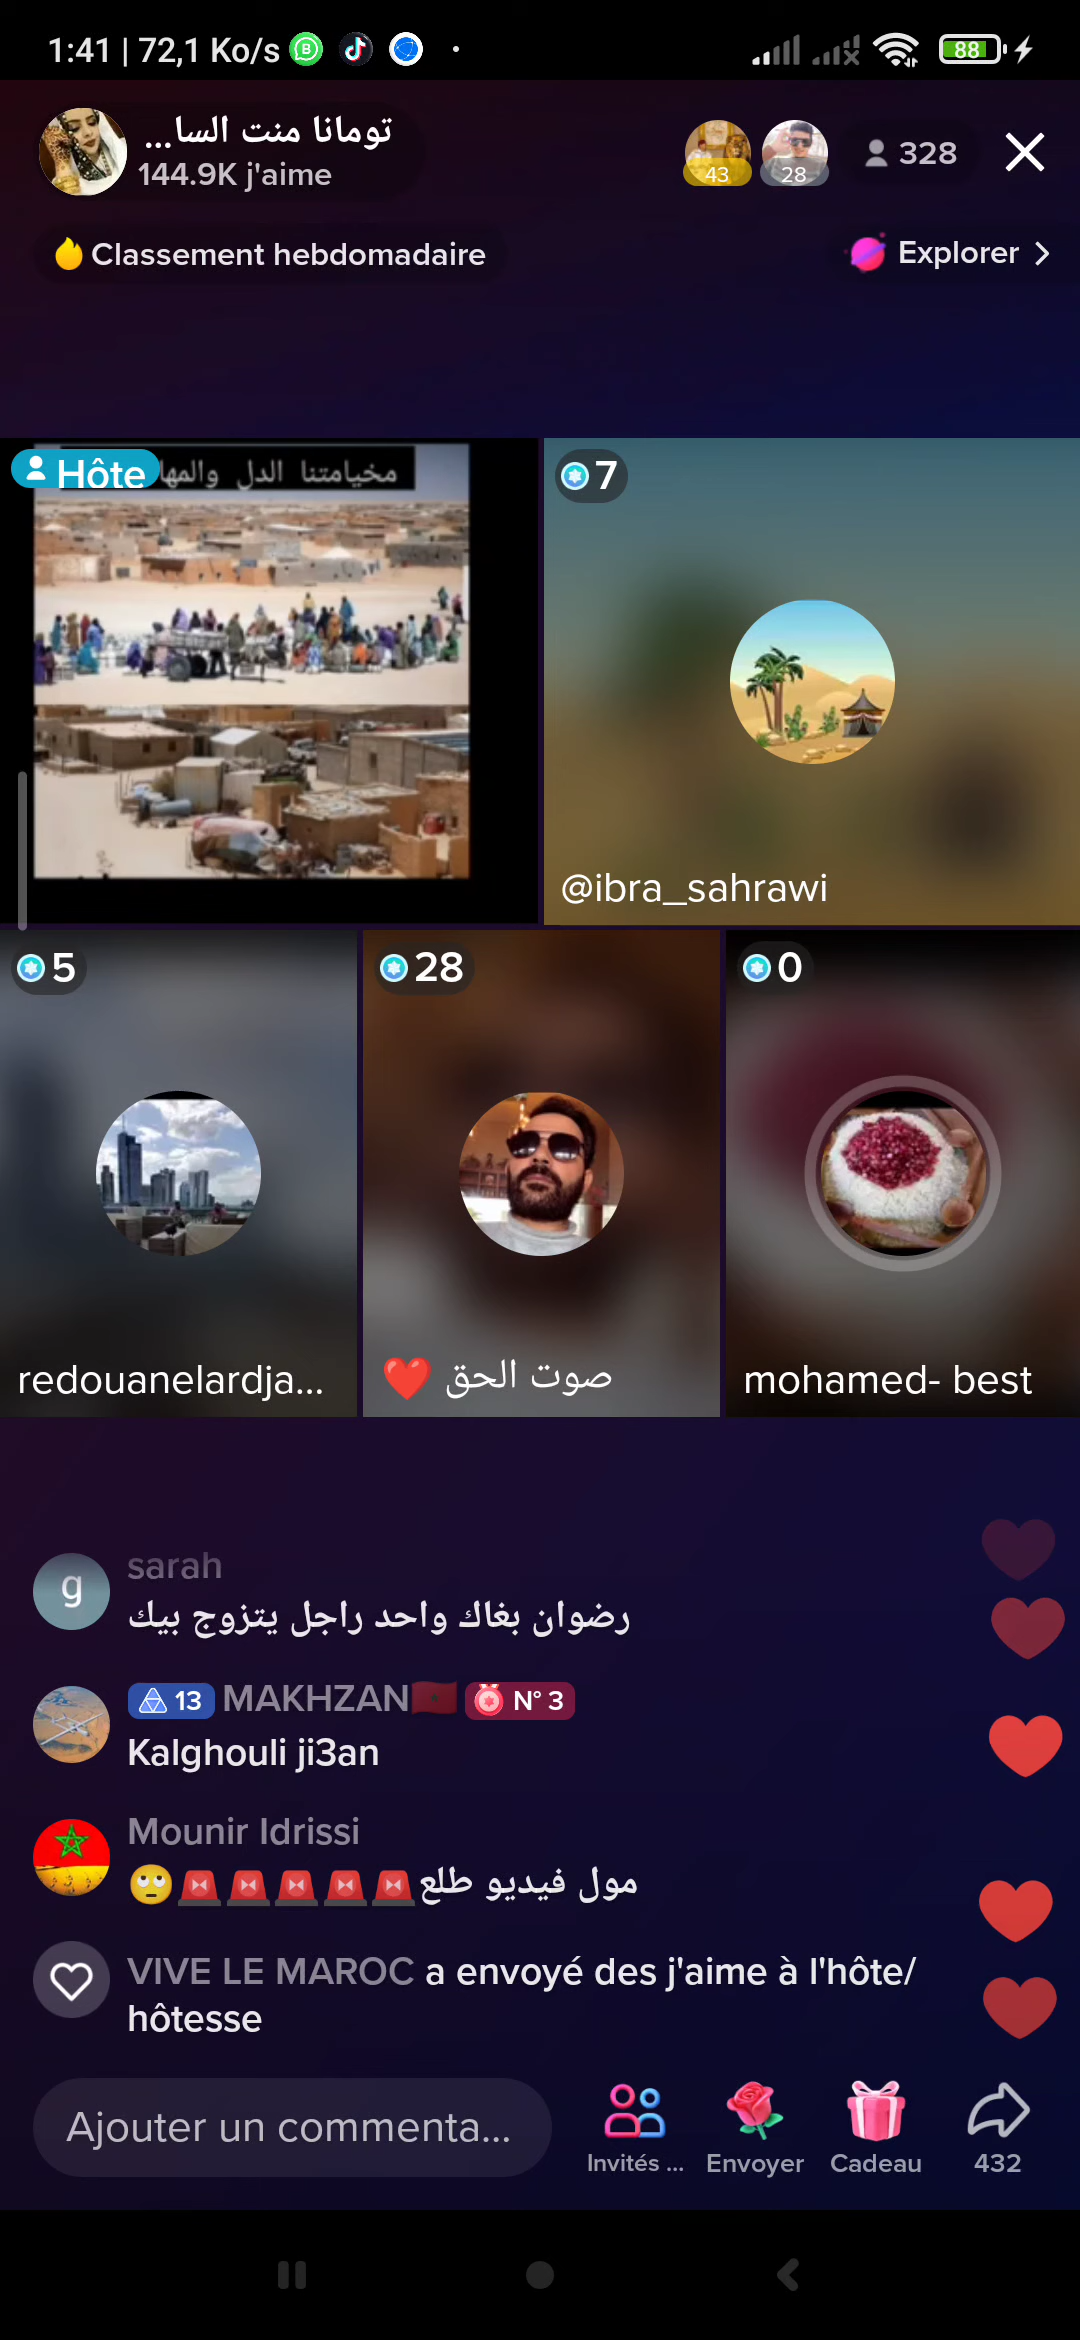 1:41 | 72,1 Ko/s
88
تومانا منت السا...
144.9K j'aime
43
28
328
Classement hebdomadaire
Explorer
Hôte
مخيامتنا الدل والمها
7
@ibra_sahrawi
5
28
0
redouanelardja...
صوت الحق ❤️
mohamed- best
g
sarah
رضوان بغاك واحد راجل يتزوج بيك
13 MAKHZAN🇲🇦 N° 3
Kalghouli ji3an
Mounir Idrissi
مول فيديو طلع🚨🚨🚨🚨🚨🙄
VIVE LE MAROC a envoyé des j'aime à l'hôte/
hôtesse
Ajouter un commenta...
Invités ...
Envoyer
Cadeau
432